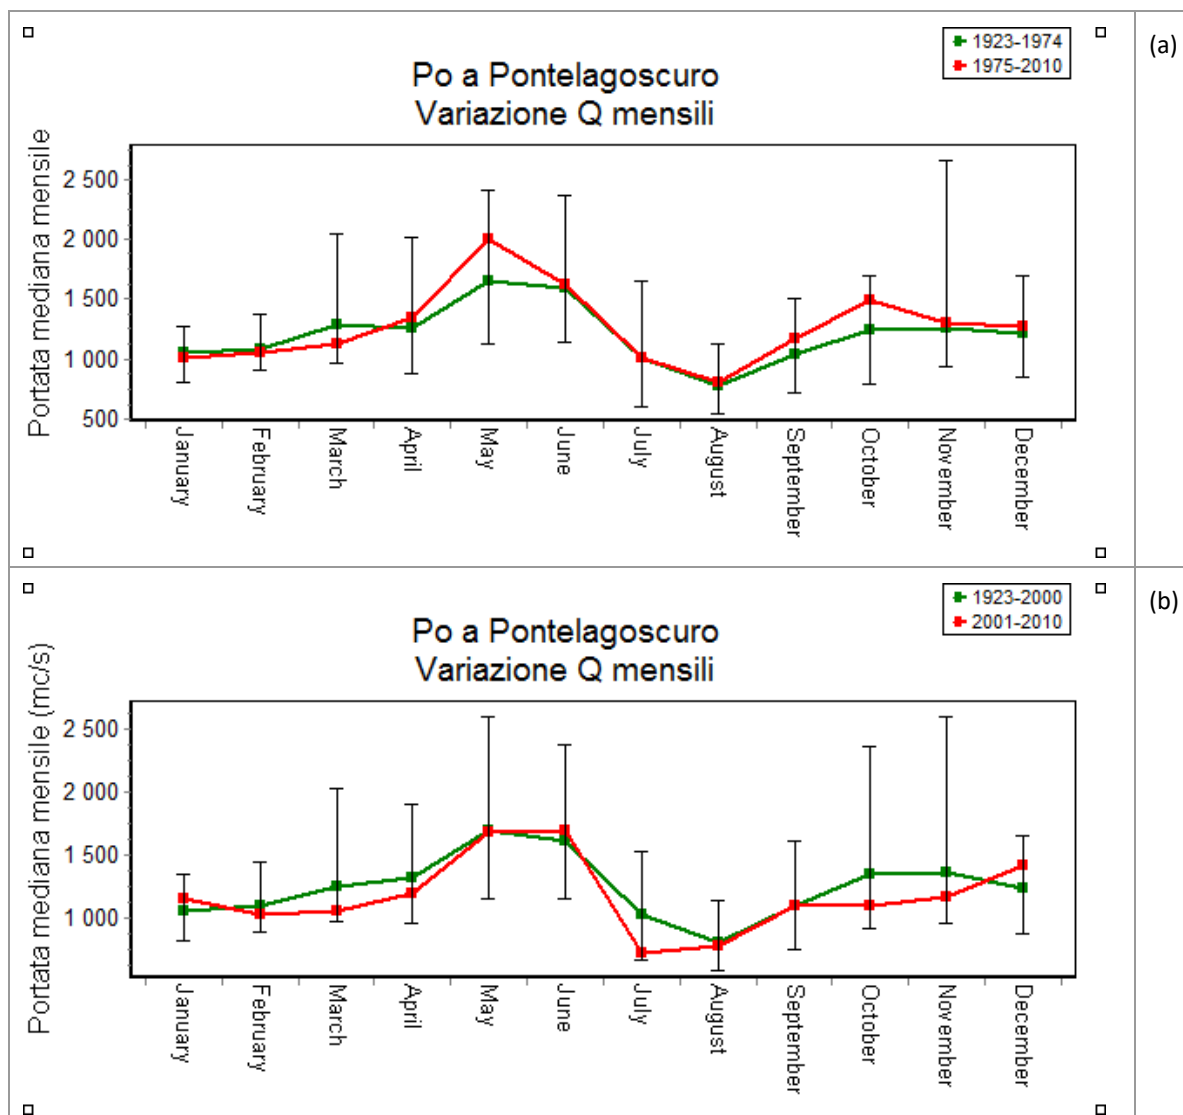 1923-1974
1975-2010
(a)
Po a Pontelagoscuro
Variazione Q mensili
Portata mediana mensile
2 500
2 000
1 500
1 000
500
January
February
March
April
May
June
July
August
September
October
November
December
1923-2000
2001-2010
(b)
Po a Pontelagoscuro
Variazione Q mensili
Portata mediana mensile (mc/s)
2 500
2 000
1 500
1 000
January
February
March
April
May
June
July
August
September
October
November
December